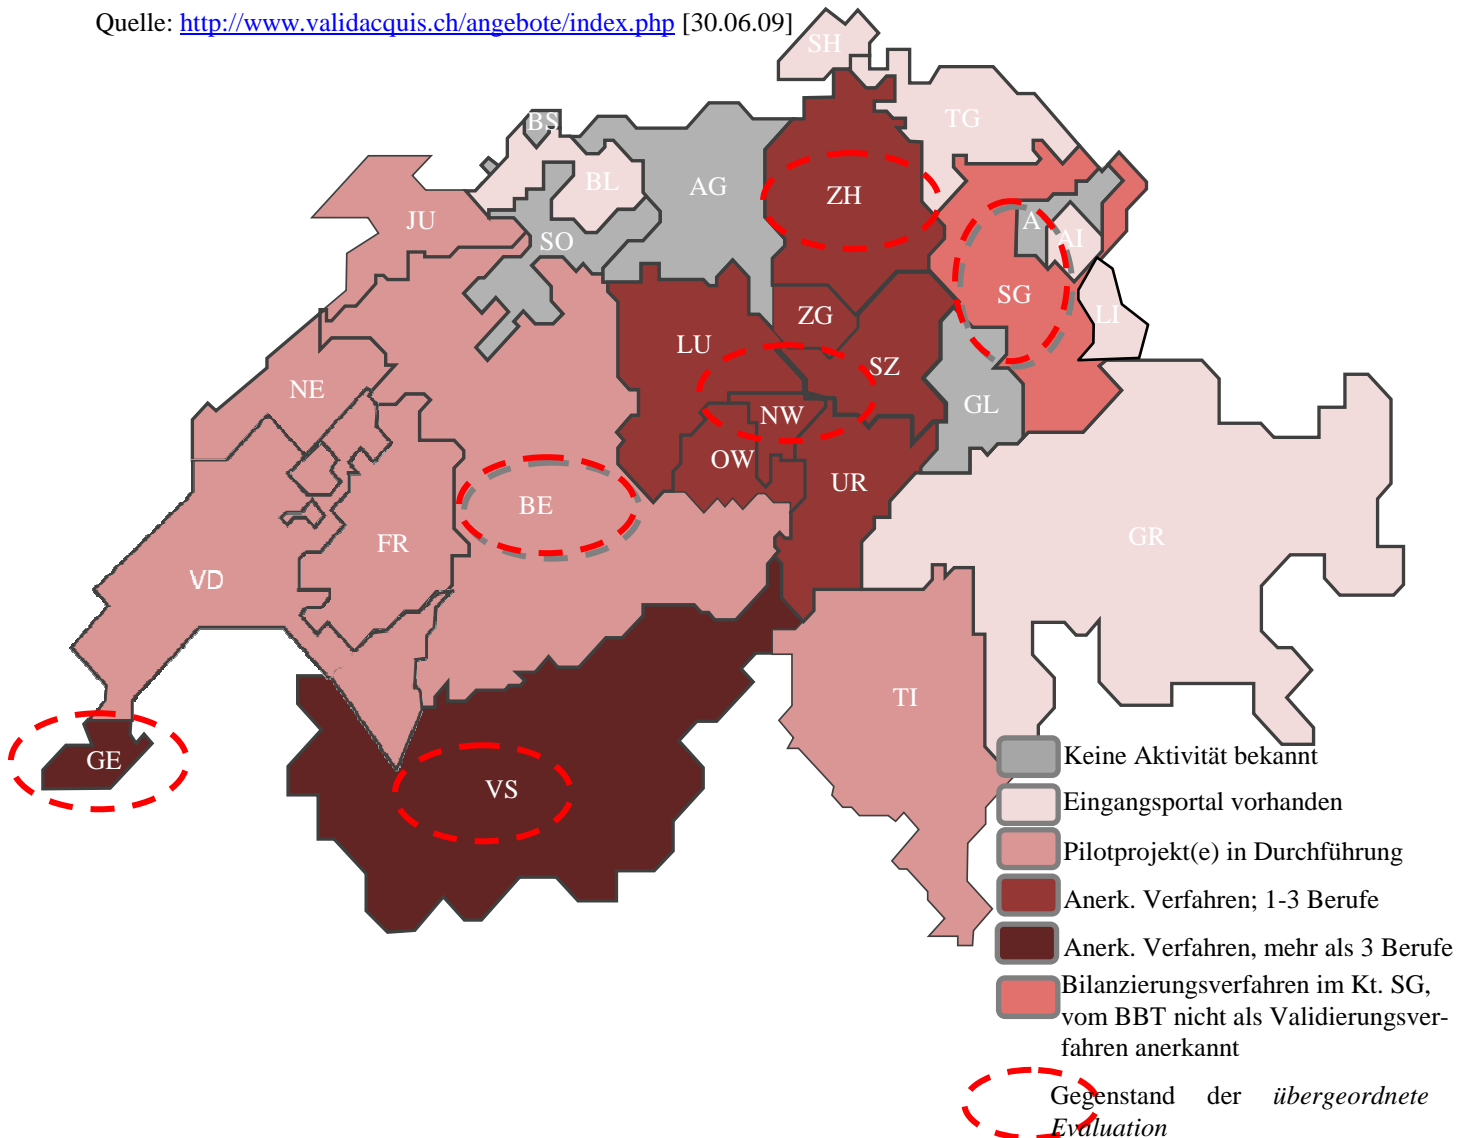 Quelle: http://www.validacquis.ch/angebote/index.php [30.06.09]
SH
BS
TG
BL
AG
ZH
JU
SO
A
AI
SG
LI
ZG
LU
SZ
NE
GL
NW
OW
UR
BE
FR
GR
VD
TI
GE
VS
Keine Aktivität bekannt
Eingangsportal vorhanden
Pilotprojekt(e) in Durchführung
Anerk. Verfahren; 1-3 Berufe
Anerk. Verfahren, mehr als 3 Berufe
Bilanzierungsverfahren im Kt. SG,
vom BBT nicht als Validierungsver-
fahren anerkannt
Gegenstand der übergeordnete
Evaluation